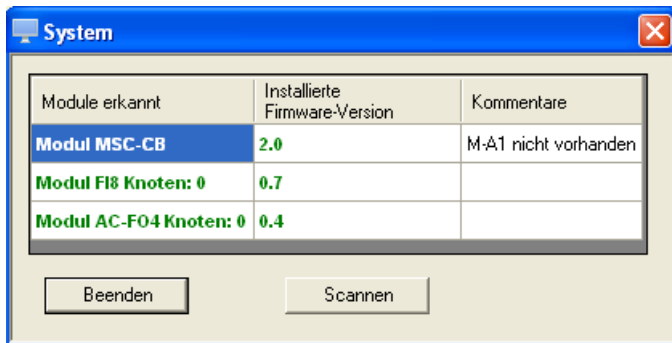 System
Module erkannt
Installierte
Firmware-Version
Kommentare
Modul MSC-CB
2.0
M-A1 nicht vorhanden
Modul FI8 Knoten: 0
0.7
Modul AC-FO4 Knoten: 0
0.4
Beenden
Scannen